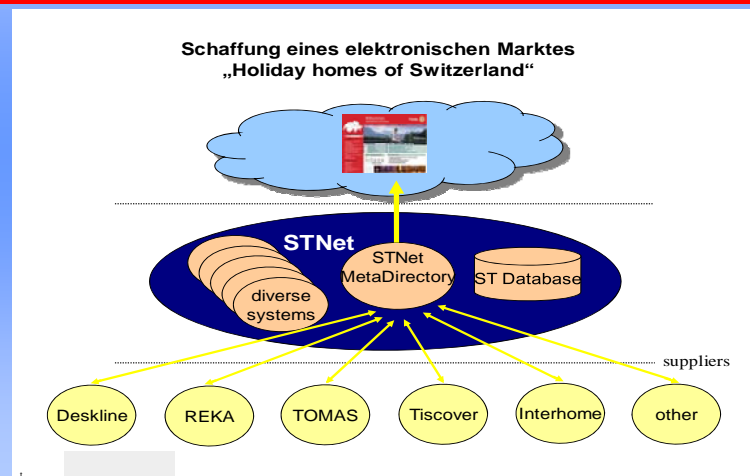 Schaffung eines elektronischen Marktes
„Holiday homes of Switzerland“
STNet
STNet
MetaDirectory
ST Database
diverse
systems
suppliers
Deskline
REKA
TOMAS
Tiscover
Interhome
other